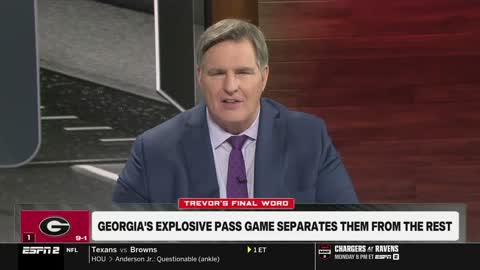 TREVOR'S FINAL WORD
G
GEORGIA'S EXPLOSIVE PASS GAME SEPARATES THEM FROM THE REST
1 9-1
ESPN2 NFL Texans vs Browns 1 ET
HOU > Anderson Jr.: Questionable (ankle)
CHARGERS AT RAVENS
MONDAY 8 PM ET ESPN2